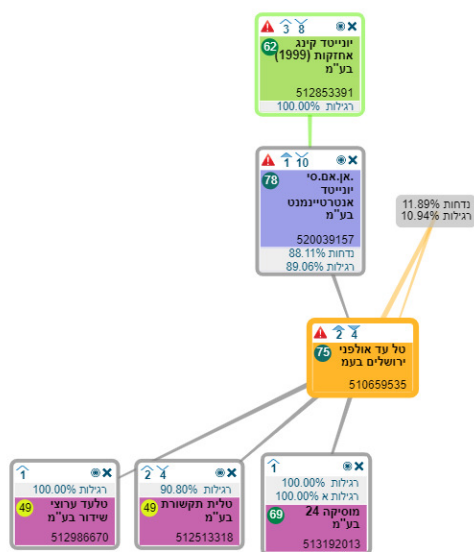 3 8
62
יונייטד קינג
אחזקות (1999)
בע"מ
512853391
רגילות 100.00%
1 10
78
אן.אם.סי.
יונייטד
אנטרטיינמנט
בע"מ
520039157
נדחות 88.11%
רגילות 89.06%
נדחות 11.89%
רגילות 10.94%
2 4
75
טל עד אולפני
ירושלים בעמ
510659535
1
רגילות 100.00%
49
טלעד ערוצי
שידור בע"מ
512986670
2 4
רגילות 90.80%
49
טלית תקשורת
בע"מ
512513318
1
רגילות 100.00%
רגילות א 100.00%
69
מוסיקה 24
בע"מ
513192013